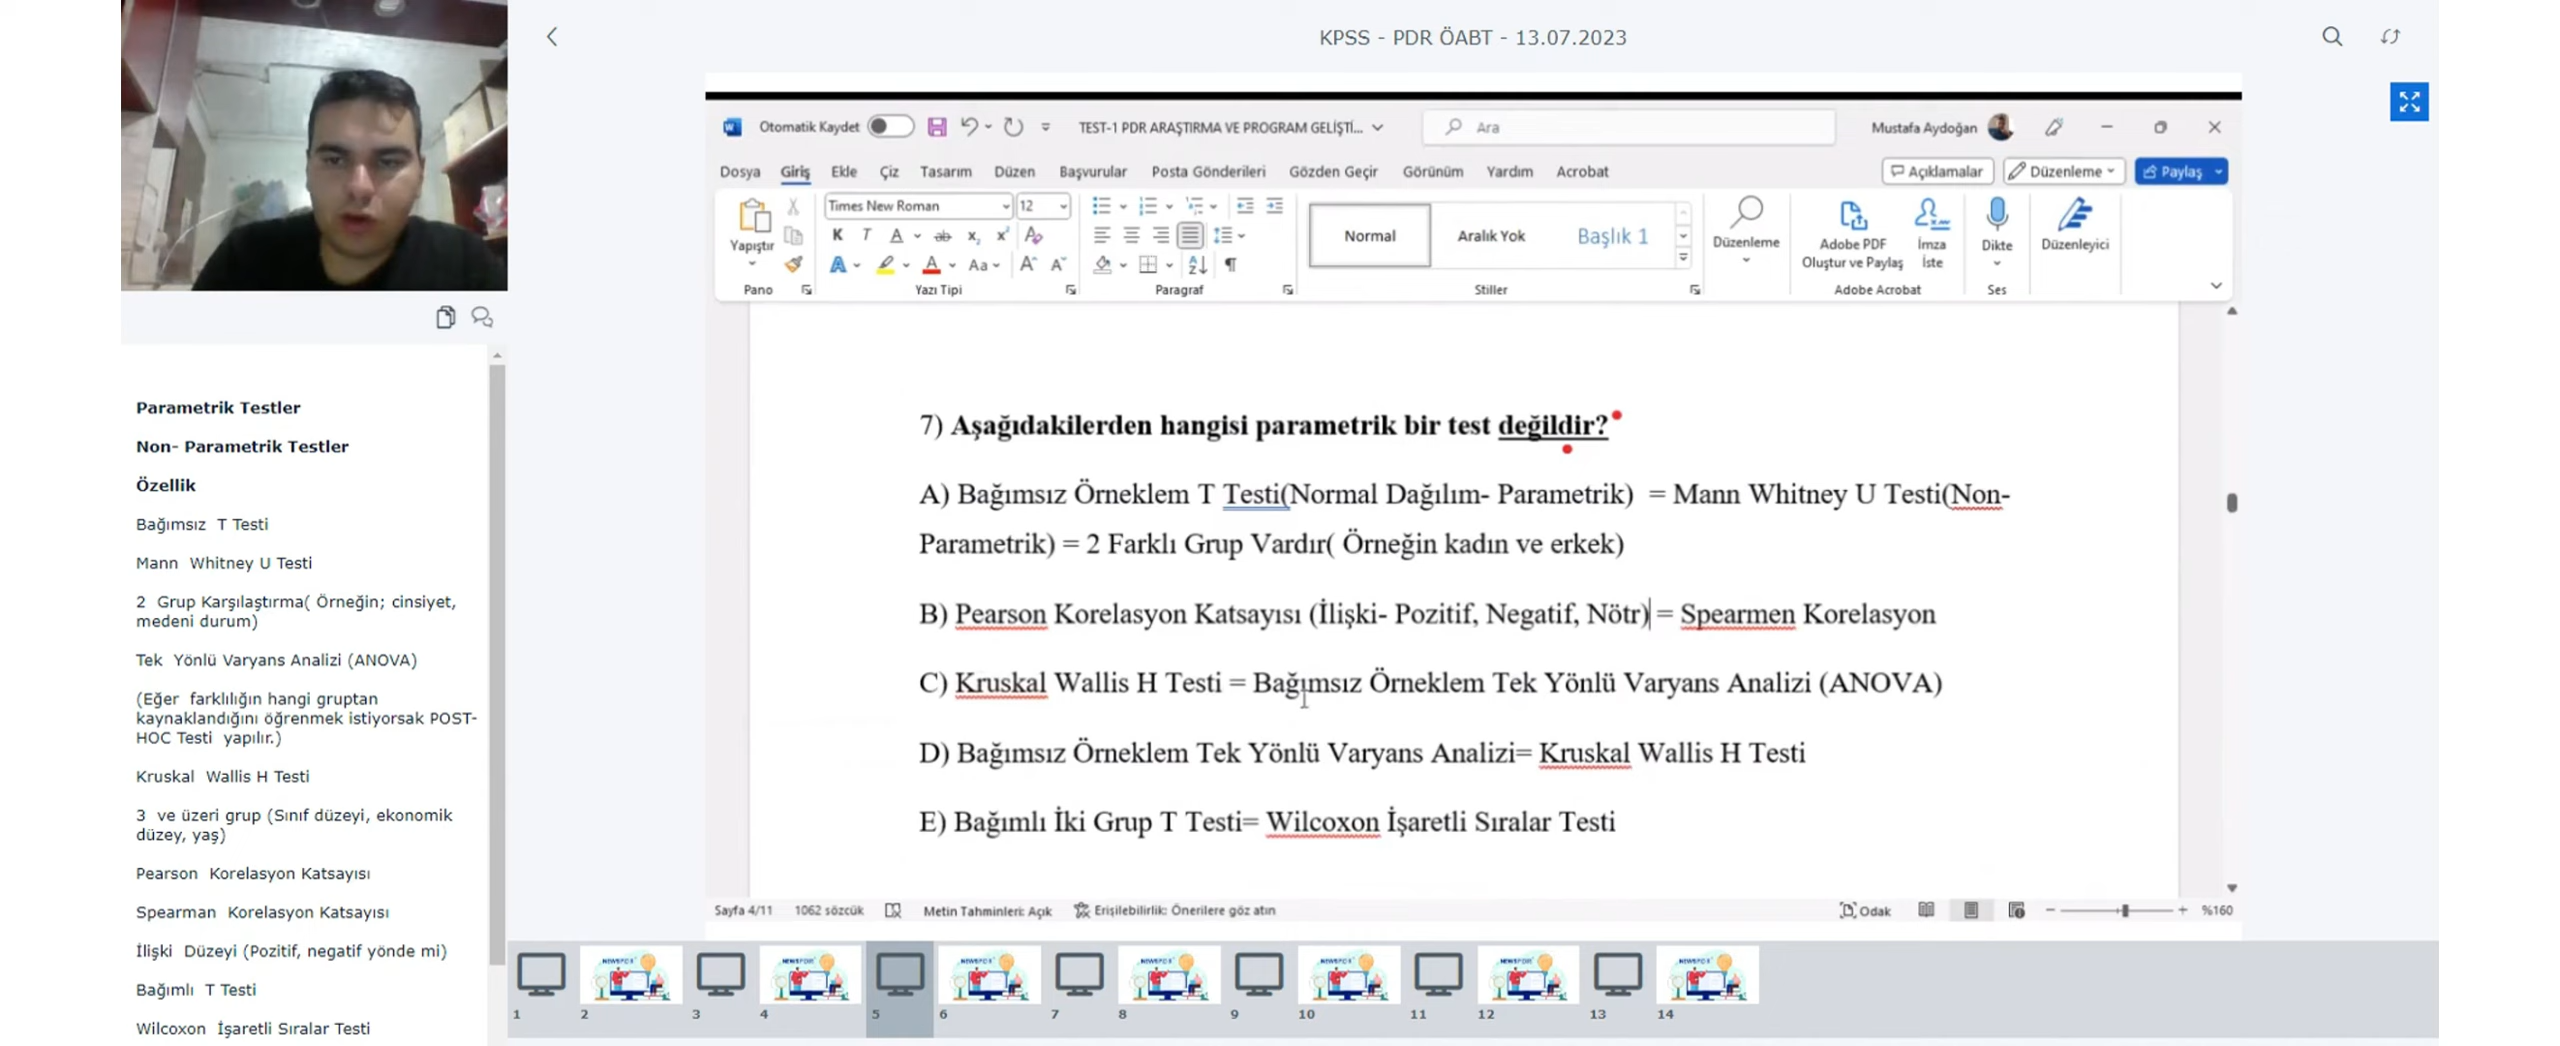 KPSS - PDR ÖABT - 13.07.2023
Otomatik Kaydet
TEST-1 PDR ARAŞTIRMA VE PROGRAM GELİŞTİ...
Ara
Mustafa Aydoğan
Dosya Giriş Ekle Çiz Tasarım Düzen Başvurular Posta Gönderileri Gözden Geçir Görünüm Yardım Acrobat
Açıklamalar Düzenleme Paylaş
Yapıştır
Pano
Times New Roman 12
K T A ab x₂ x² A
A A Aa A A
Yazı Tipi
Paragraf
Normal Aralık Yok Başlık 1
Stiller
Düzenleme
Adobe PDF
Oluştur ve Paylaş
İmza
İste
Adobe Acrobat
Dikte
Ses
Düzenleyici
7) Aşağıdakilerden hangisi parametrik bir test değildir?
A) Bağımsız Örneklem T Testi(Normal Dağılım- Parametrik) = Mann Whitney U Testi(Non-
Parametrik) = 2 Farklı Grup Vardır( Örneğin kadın ve erkek)
B) Pearson Korelasyon Katsayısı (İlişki- Pozitif, Negatif, Nötr)= Spearmen Korelasyon
C) Kruskal Wallis H Testi = Bağımsız Örneklem Tek Yönlü Varyans Analizi (ANOVA)
D) Bağımsız Örneklem Tek Yönlü Varyans Analizi= Kruskal Wallis H Testi
E) Bağımlı İki Grup T Testi= Wilcoxon İşaretli Sıralar Testi
Sayfa 4/11 1062 sözcük Metin Tahminleri: Açık Erişilebilirlik: Önerilere göz atın Odak %160
Parametrik Testler
Non- Parametrik Testler
Özellik
Bağımsız T Testi
Mann Whitney U Testi
2 Grup Karşılaştırma( Örneğin; cinsiyet,
medeni durum)
Tek Yönlü Varyans Analizi (ANOVA)
(Eğer farklılığın hangi gruptan
kaynaklandığını öğrenmek istiyorsak POST-
HOC Testi yapılır.)
Kruskal Wallis H Testi
3 ve üzeri grup (Sınıf düzeyi, ekonomik
düzey, yaş)
Pearson Korelasyon Katsayısı
Spearman Korelasyon Katsayısı
İlişki Düzeyi (Pozitif, negatif yönde mi)
Bağımlı T Testi
Wilcoxon İşaretli Sıralar Testi
1 2 3 4 5 6 7 8 9 10 11 12 13 14